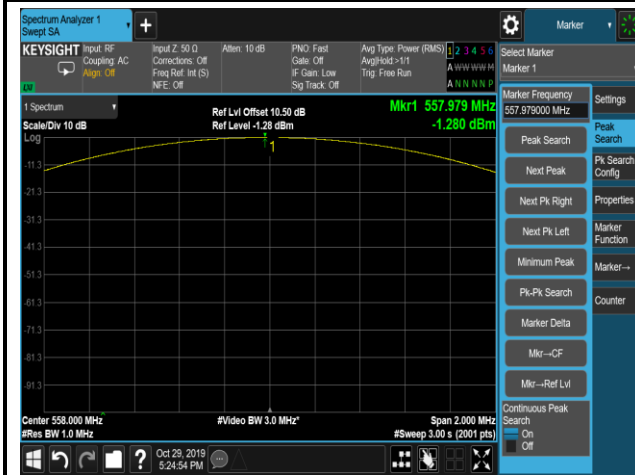 Spectrum Analyzer 1
Swept SA
+
Marker
KEYSIGHT
Input: RF
Coupling: AC
Align: Off
Input Z: 50 Ω
Corrections: Off
Freq Ref: Int (S)
NFE: Off
Atten: 10 dB
PNO: Fast
Gate: Off
IF Gain: Low
Sig Track: Off
Avg Type: Power (RMS)
Avg|Hold:>1/1
Trig: Free Run
1 2 3 4 5 6
A W W W W M
A N N N N P
Select Marker
Marker 1
1 Spectrum
Scale/Div 10 dB
Log
Ref Lvl Offset 10.50 dB
Ref Level -1.28 dBm
Mkr1 557.979 MHz
-1.280 dBm
1
-11.3
-21.3
-31.3
-41.3
-51.3
-61.3
-71.3
-81.3
-91.3
Center 558.000 MHz
#Res BW 1.0 MHz
#Video BW 3.0 MHz*
Span 2.000 MHz
#Sweep 3.00 s (2001 pts)
Marker Frequency
557.979000 MHz
Peak Search
Next Peak
Next Pk Right
Next Pk Left
Minimum Peak
Pk-Pk Search
Marker Delta
Mkr→CF
Mkr→Ref Lvl
Continuous Peak
Search
On
Off
Settings
Peak
Search
Pk Search
Config
Properties
Marker
Function
Marker→
Counter
?
Oct 29, 2019
5:24:54 PM